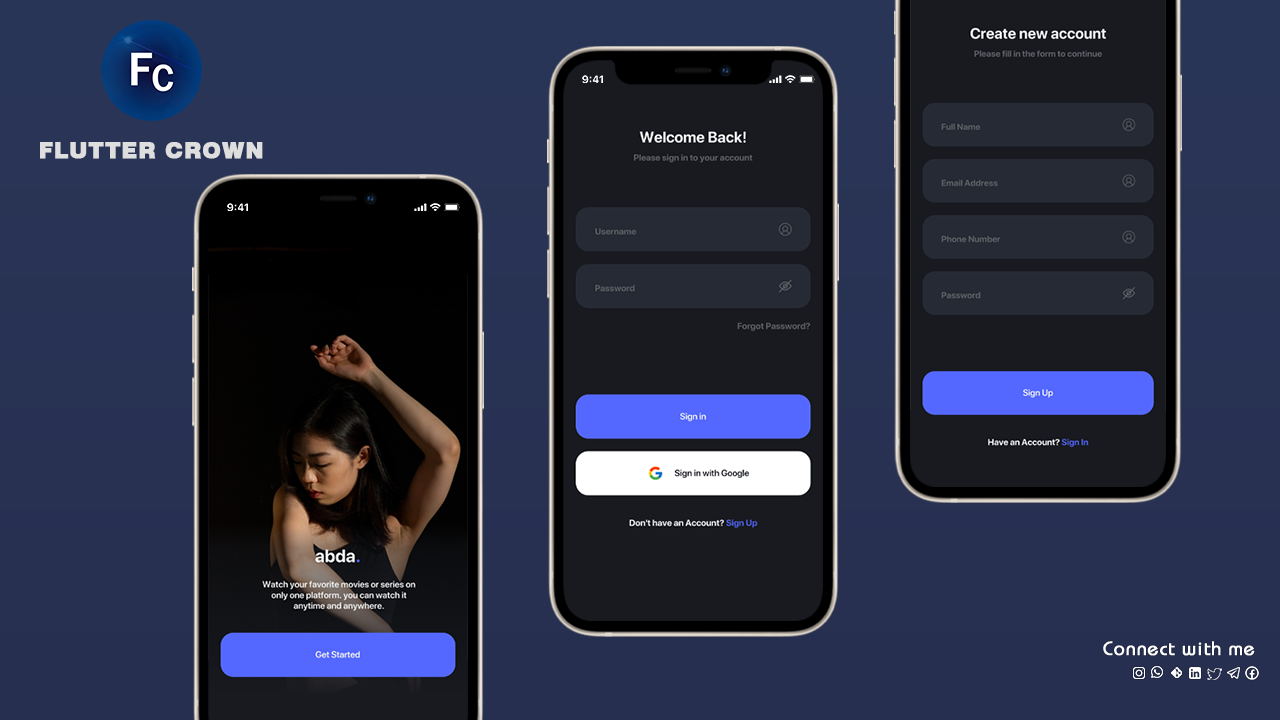 FC
FLUTTER CROWN
9:41
abda.
Watch your favorite movies or series on
only one platform. you can watch it
anytime and anywhere.
Get Started
9:41
Welcome Back!
Please sign in to your account
Username
Password
Forgot Password?
Sign in
Sign in with Google
Don't have an Account? Sign Up
Create new account
Please fill in the form to continue
Full Name
Email Address
Phone Number
Password
Sign Up
Have an Account? Sign In
Connect with me